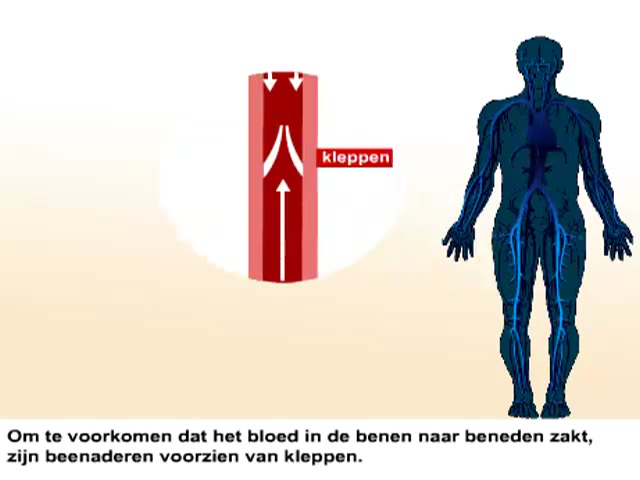 kleppen
Om te voorkomen dat het bloed in de benen naar beneden zakt,
zijn beenaderen voorzien van kleppen.